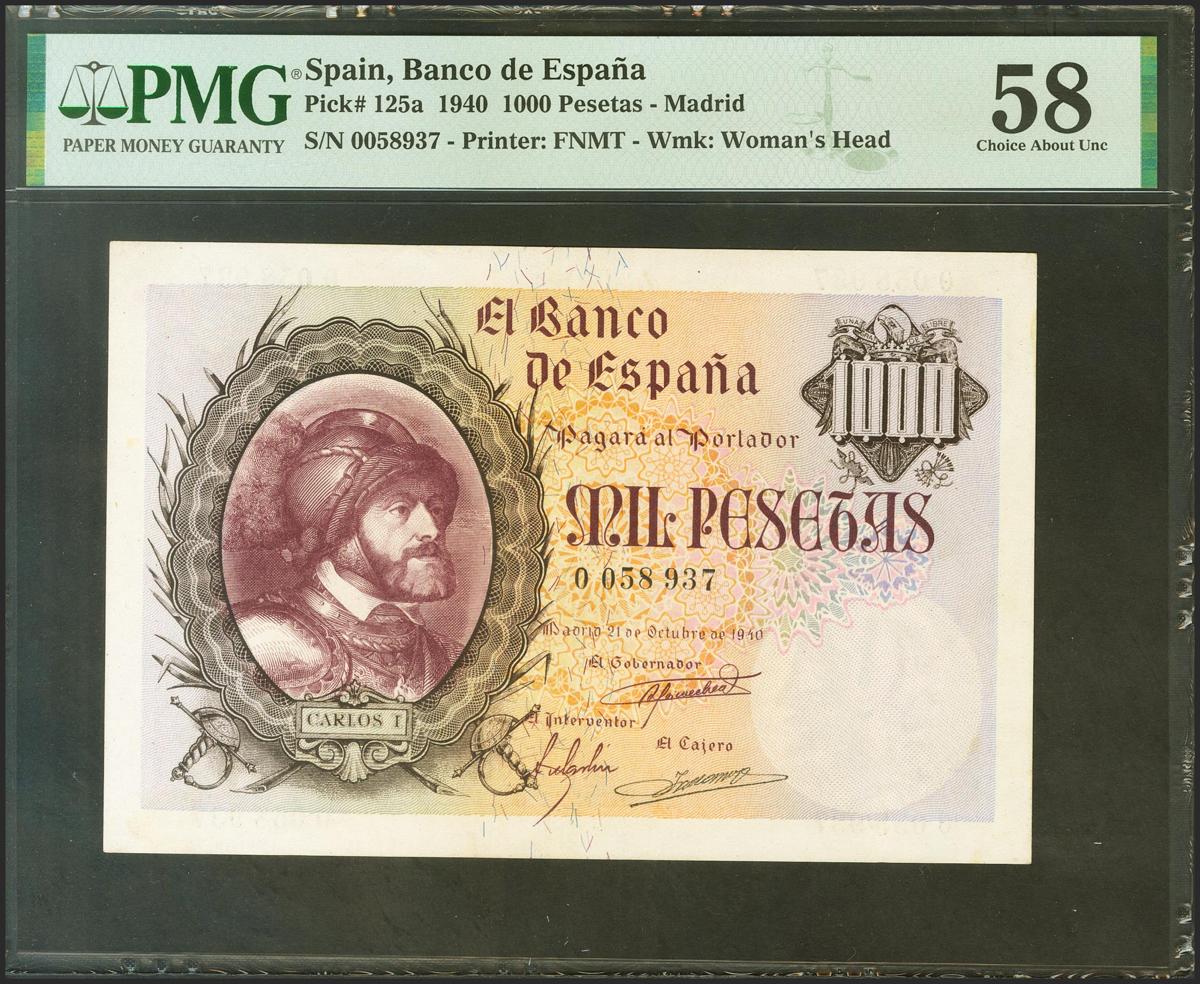 PMG®
PAPER MONEY GUARANTY
Spain, Banco de España
Pick# 125a 1940 1000 Pesetas - Madrid
S/N 0058937 - Printer: FNMT - Wmk: Woman's Head
58
Choice About Unc
El Banco
de España
UNA
LIBRE
1000
Pagará al Portador
MIL PESETAS
0 058 937
Madrid 21 de Octubre de 1940
El Gobernador
El Interventor
El Cajero
CARLOS I